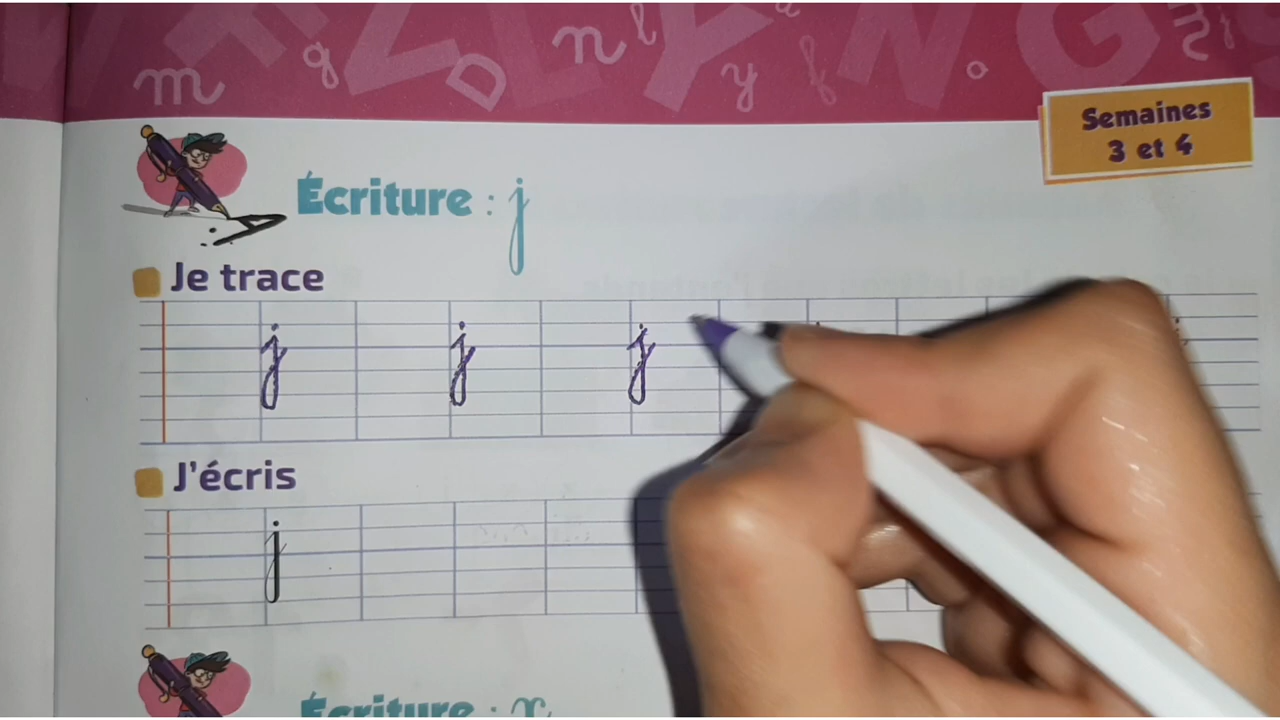 m g D n l y f N G
Semaines
3 et 4
Écriture : j
Je trace
j j j
J'écris
j
Écriture : x